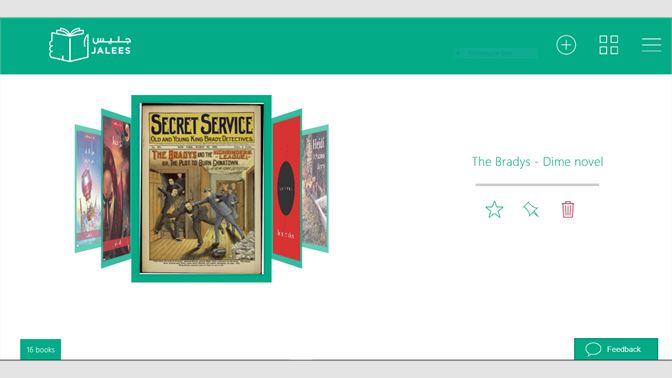 جليس
JALEES
SECRET SERVICE
OLD AND YOUNG KING BRADY, DETECTIVES.
THE BRADYS AND THE HIGHBINDERS' LEAGUE;
OR, THE PLOT TO BURN CHINATOWN.
Heidi
The Bradys - Dime novel
16 books
Feedback